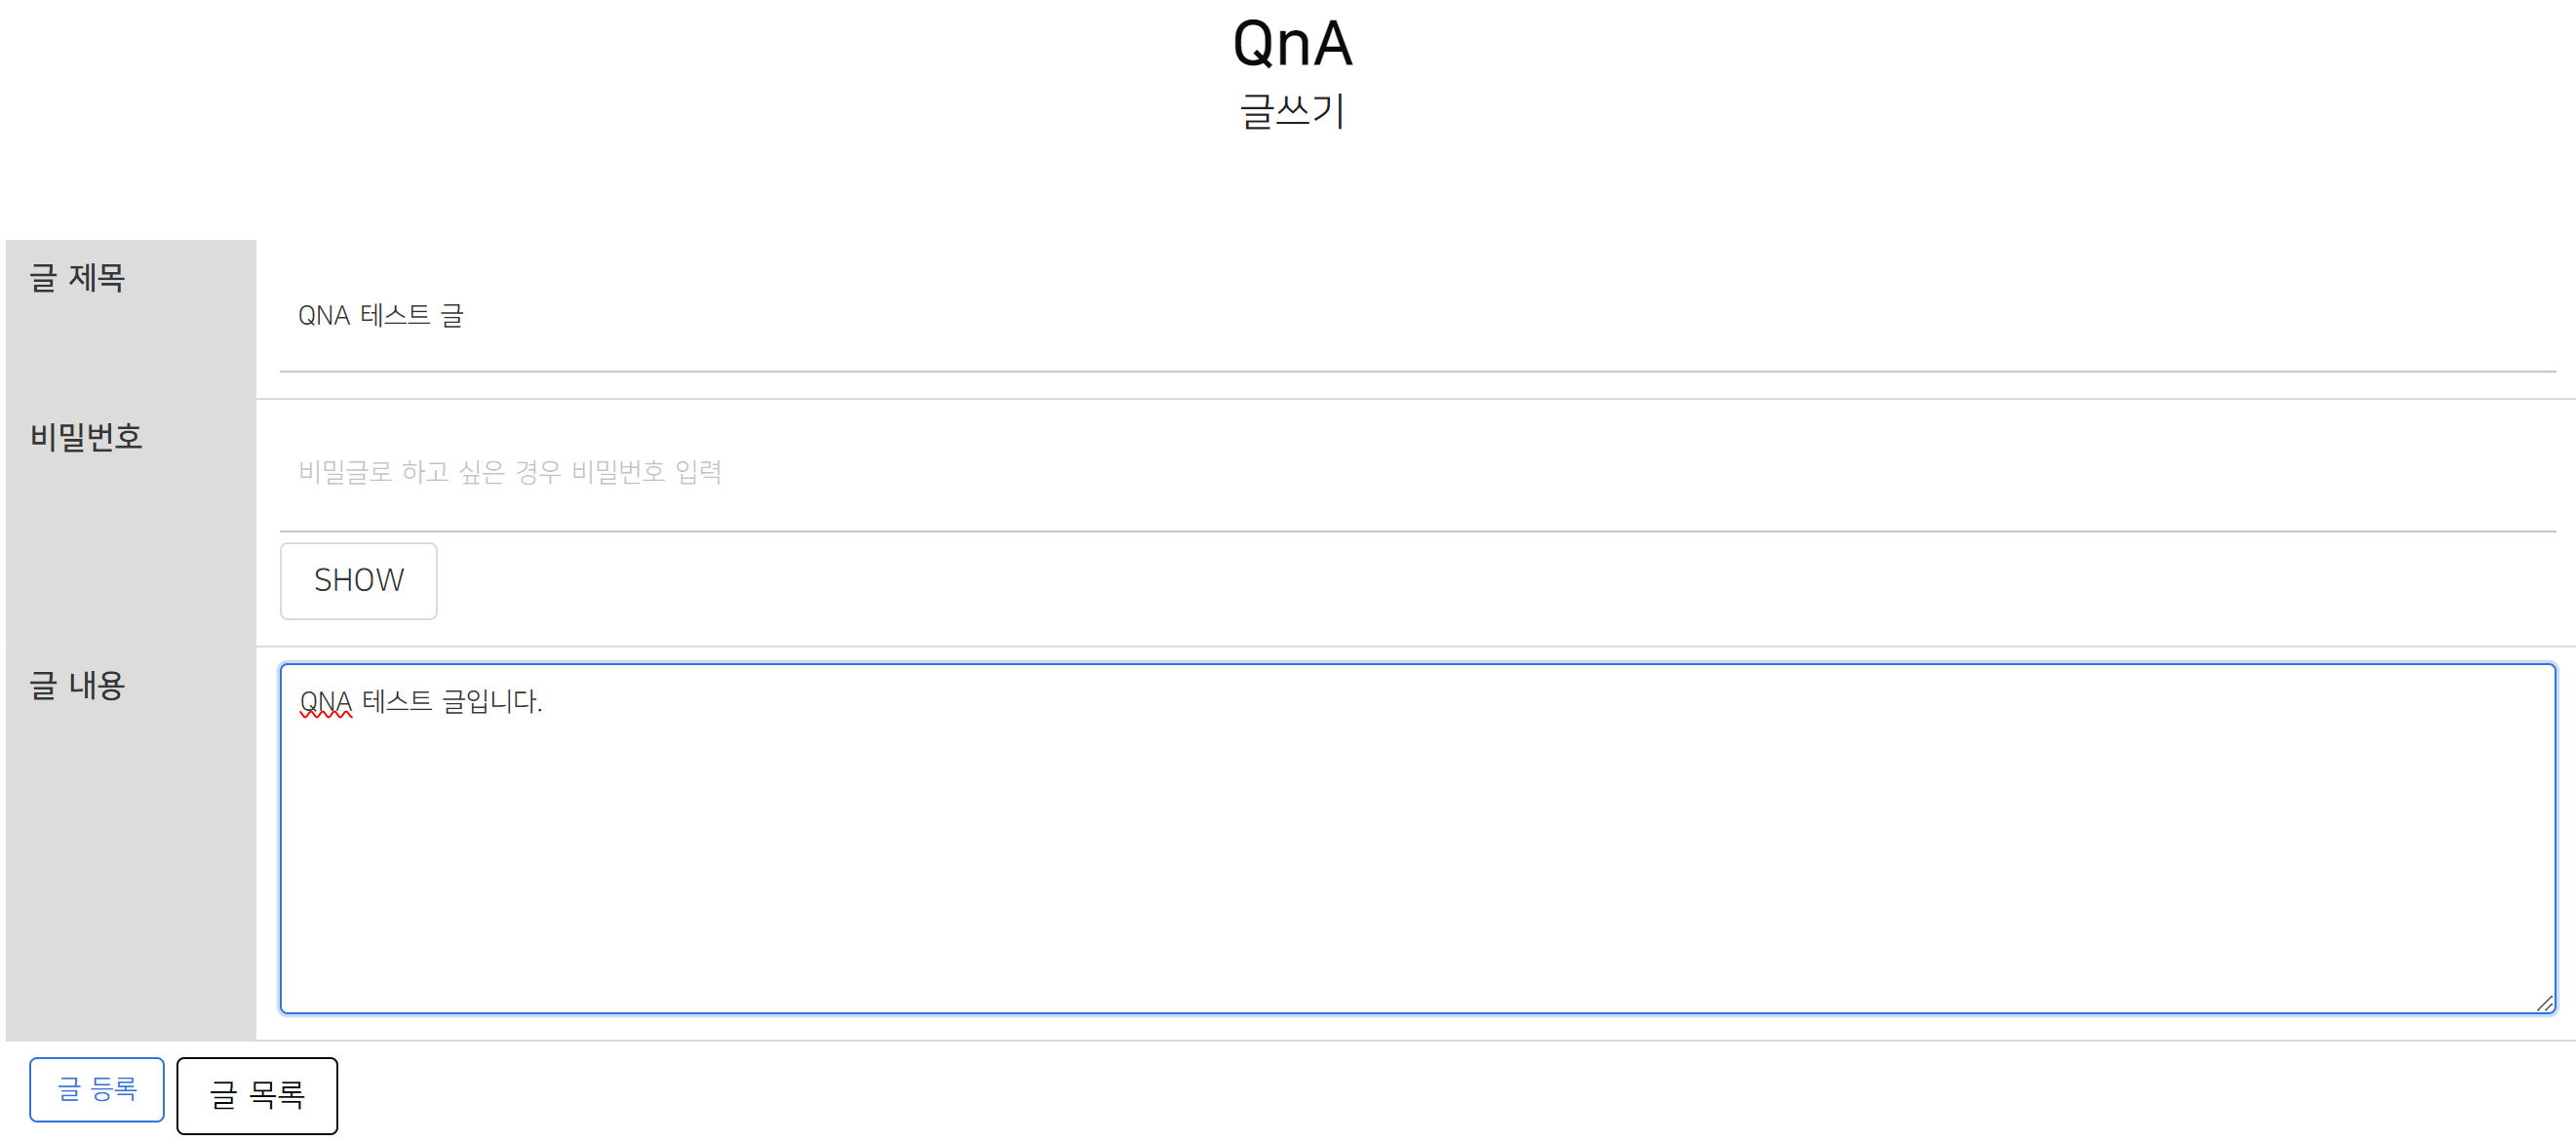 QnA
글쓰기
글 제목
QNA 테스트 글
비밀번호
비밀글로 하고 싶은 경우 비밀번호 입력
SHOW
글 내용
QNA 테스트 글입니다.
글 등록 글 목록